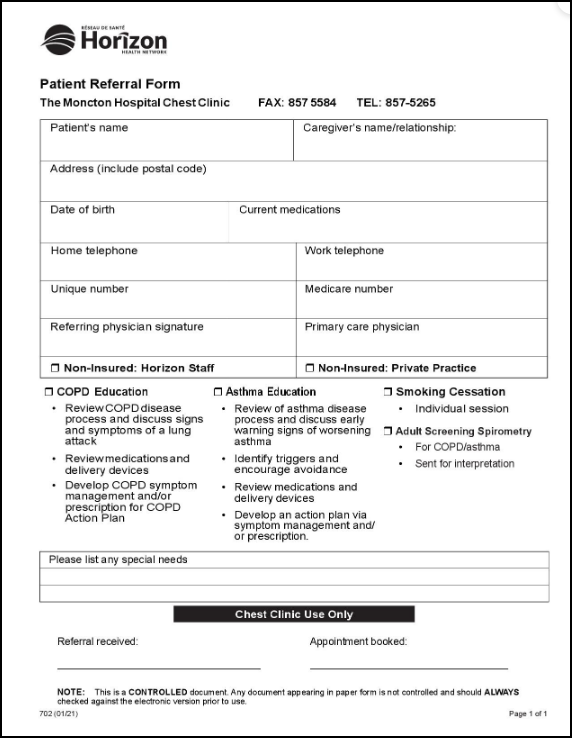 RÉSEAU DE SANTÉ
Horizon
HEALTH NETWORK
Patient Referral Form
The Moncton Hospital Chest Clinic FAX: 857 5584 TEL: 857-5265
Patient's name Caregiver's name/relationship:
Address (include postal code)
Date of birth Current medications
Home telephone Work telephone
Unique number Medicare number
Referring physician signature Primary care physician
❒ Non-Insured: Horizon Staff ❒ Non-Insured: Private Practice
❒ COPD Education
• Review COPD disease
process and discuss signs
and symptoms of a lung
attack
• Review medications and
delivery devices
• Develop COPD symptom
management and/or
prescription for COPD
Action Plan
❒ Asthma Education
• Review of asthma disease
process and discuss early
warning signs of worsening
asthma
• Identify triggers and
encourage avoidance
• Review medications and
delivery devices
• Develop an action plan via
symptom management and/
or prescription.
❒ Smoking Cessation
• Individual session
❒ Adult Screening Spirometry
• For COPD/asthma
• Sent for interpretation
Please list any special needs
Chest Clinic Use Only
Referral received: Appointment booked:
NOTE: This is a CONTROLLED document. Any document appearing in paper form is not controlled and should ALWAYS
checked against the electronic version prior to use.
702 (01/21) Page 1 of 1